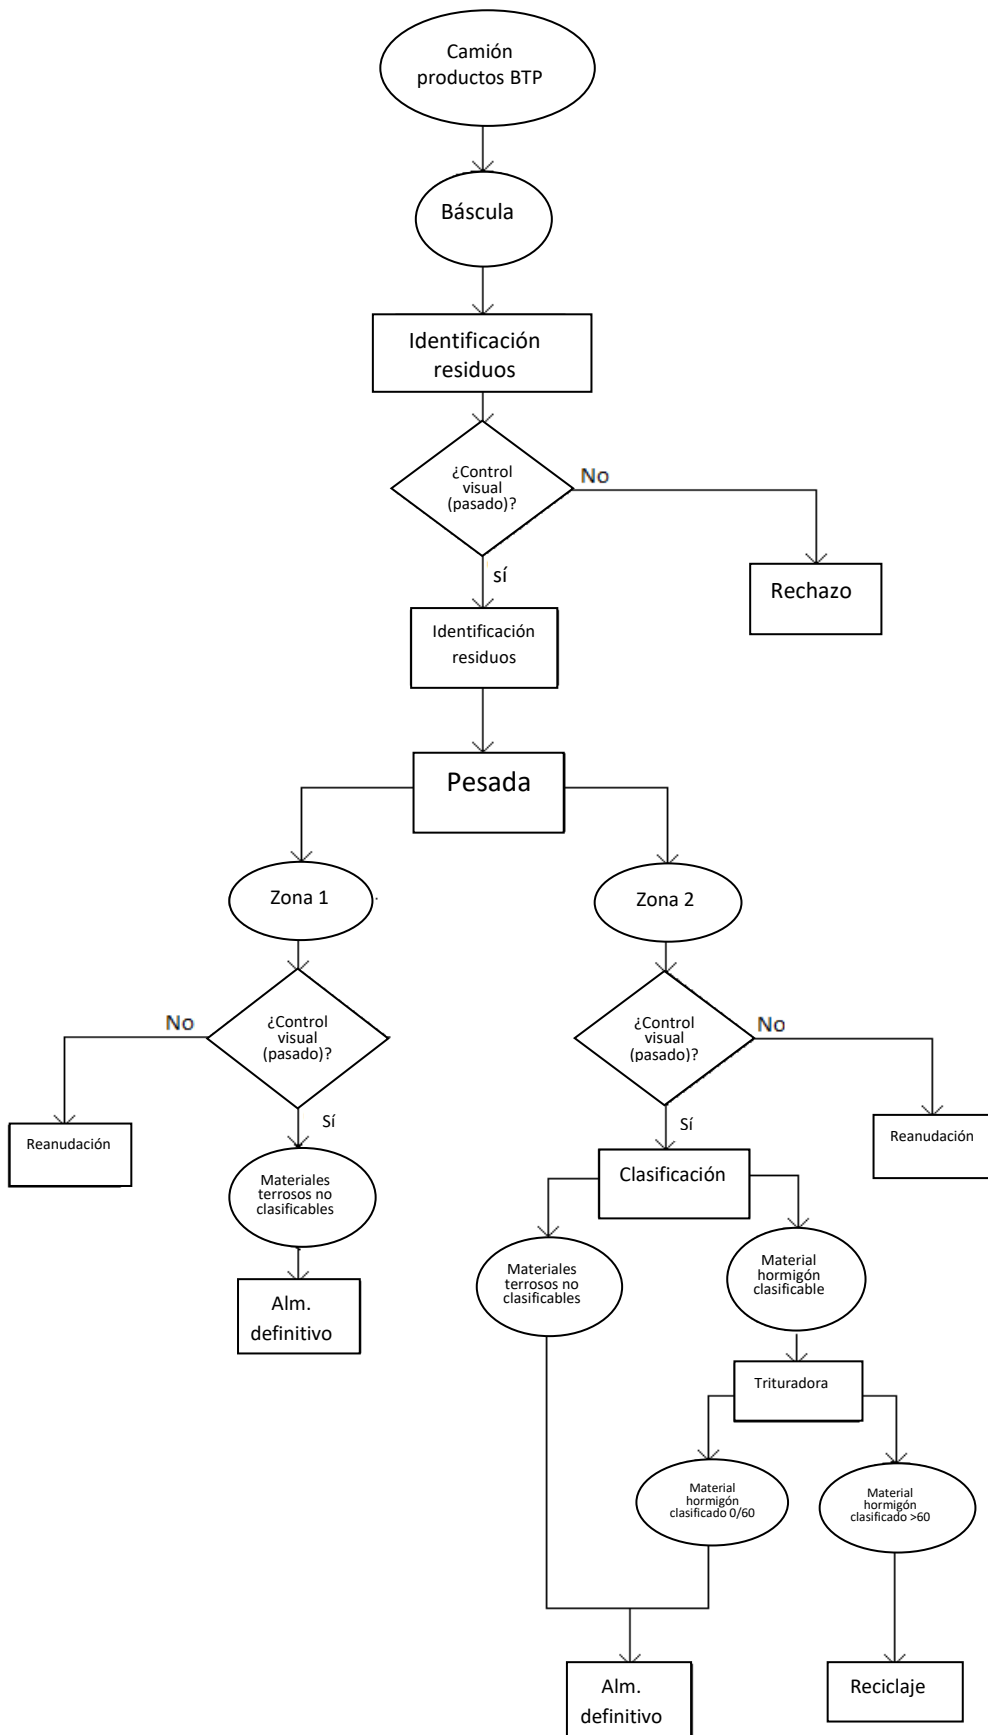 Camión
productos BTP
Báscula
Identificación
residuos
¿Control
visual
(pasado)?
No
sí
Rechazo
Identificación
residuos
Pesada
Zona 1
Zona 2
¿Control
visual
(pasado)?
No
Sí
¿Control
visual
(pasado)?
No
Sí
Reanudación
Reanudación
Materiales
terrosos no
clasificables
Alm.
definitivo
Clasificación
Materiales
terrosos no
clasificables
Material
hormigón
clasificable
Trituradora
Material
hormigón
clasificado 0/60
Material
hormigón
clasificado >60
Alm.
definitivo
Reciclaje